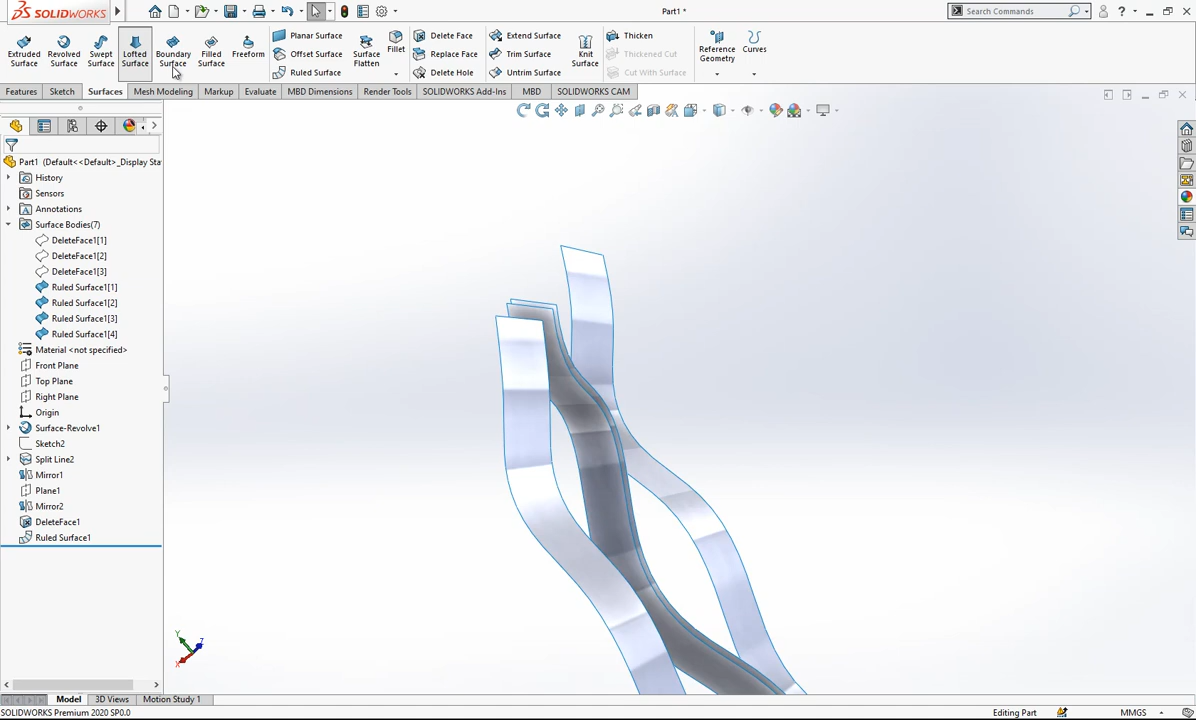 SOLIDWORKS
Part1 *
Search Commands
Extruded Surface
Revolved Surface
Swept Surface
Lofted Surface
Boundary Surface
Filled Surface
Freeform
Planar Surface
Offset Surface
Ruled Surface
Surface Flatten
Fillet
Delete Face
Replace Face
Delete Hole
Extend Surface
Trim Surface
Untrim Surface
Knit Surface
Thicken
Thickened Cut
Cut With Surface
Reference Geometry
Curves
Features
Sketch
Surfaces
Mesh Modeling
Markup
Evaluate
MBD Dimensions
Render Tools
SOLIDWORKS Add-Ins
MBD
SOLIDWORKS CAM
Part1 (Default<<Default>_Display Sta
History
Sensors
Annotations
Surface Bodies(7)
DeleteFace1[1]
DeleteFace1[2]
DeleteFace1[3]
Ruled Surface1[1]
Ruled Surface1[2]
Ruled Surface1[3]
Ruled Surface1[4]
Material <not specified>
Front Plane
Top Plane
Right Plane
Origin
Surface-Revolve1
Sketch2
Split Line2
Mirror1
Plane1
Mirror2
DeleteFace1
Ruled Surface1
Y
Z
X
Model
3D Views
Motion Study 1
SOLIDWORKS Premium 2020 SP0.0
Editing Part
MMGS